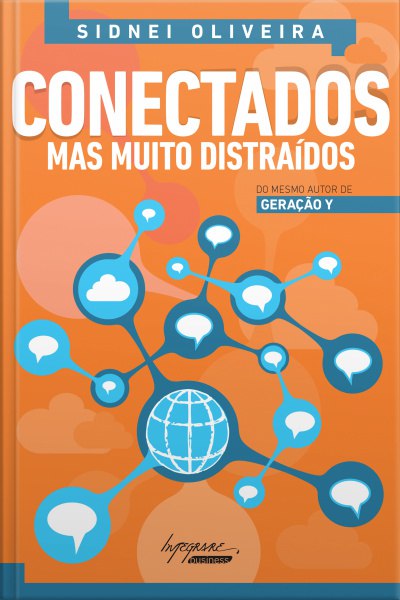 SIDNEI OLIVEIRA
CONECTADOS
MAS MUITO DISTRAÍDOS
DO MESMO AUTOR DE
GERAÇÃO Y
INTEGRARE
business